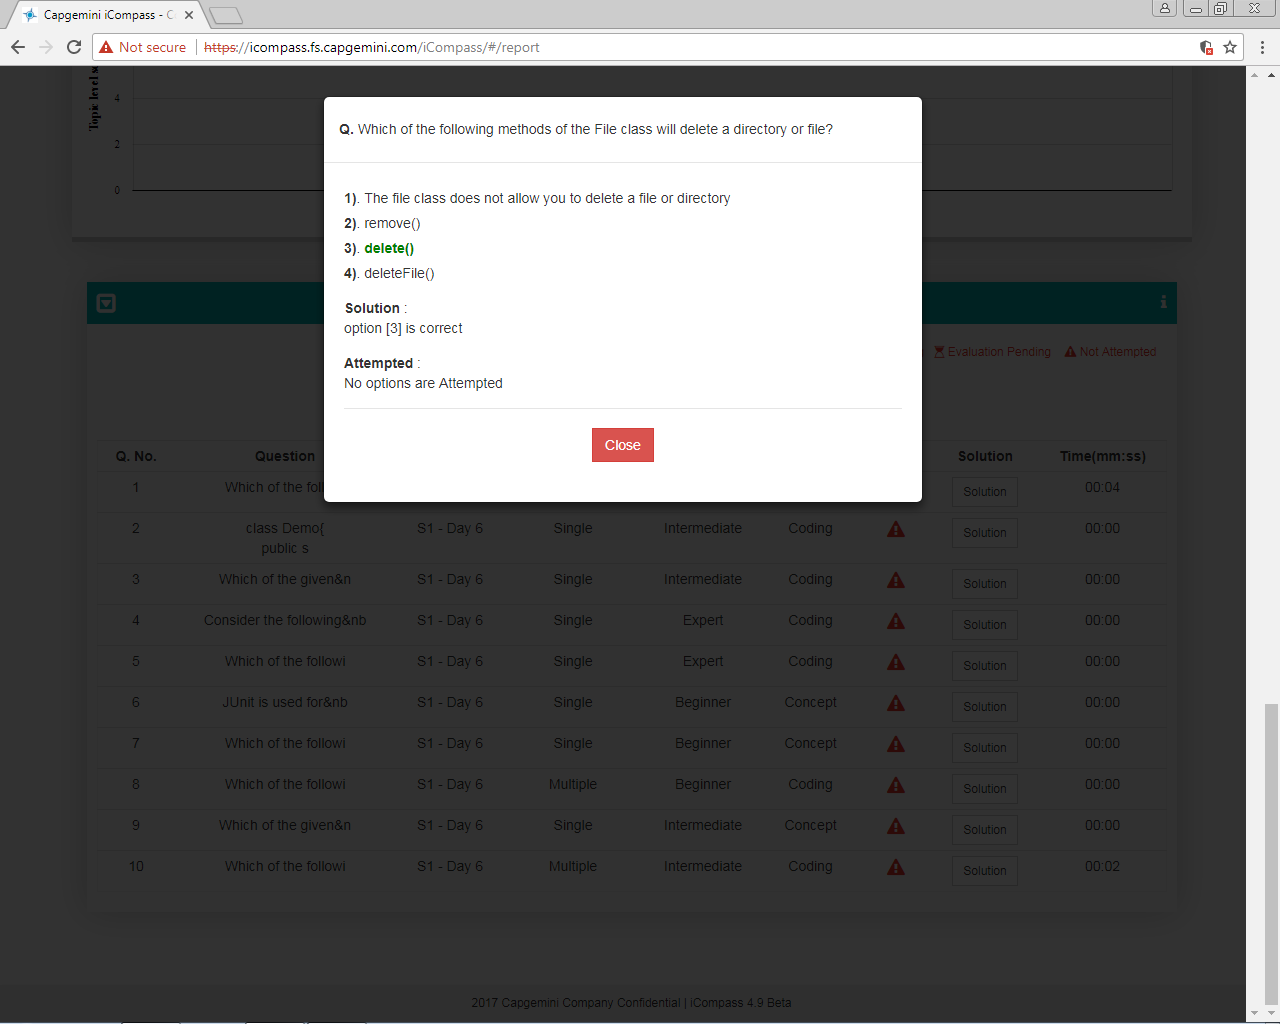 Capgemini iCompass - C
Not secure | https://icompass.fs.capgemini.com/iCompass/#/report
Topic level s
4
2
0
Q. Which of the following methods of the File class will delete a directory or file?
1). The file class does not allow you to delete a file or directory
2). remove()
3). delete()
4). deleteFile()
Solution :
option [3] is correct
Attempted :
No options are Attempted
Close
Evaluation Pending Not Attempted
Q. No. Question Solution Time(mm:ss)
1 Which of the fol Solution 00:04
2 class Demo{ S1 - Day 6 Single Intermediate Coding Solution 00:00
public s
3 Which of the given&n S1 - Day 6 Single Intermediate Coding Solution 00:00
4 Consider the following&nb S1 - Day 6 Single Expert Coding Solution 00:00
5 Which of the followi S1 - Day 6 Single Expert Coding Solution 00:00
6 JUnit is used for&nb S1 - Day 6 Single Beginner Concept Solution 00:00
7 Which of the followi S1 - Day 6 Single Beginner Concept Solution 00:00
8 Which of the followi S1 - Day 6 Multiple Beginner Coding Solution 00:00
9 Which of the given&n S1 - Day 6 Single Intermediate Concept Solution 00:00
10 Which of the followi S1 - Day 6 Multiple Intermediate Coding Solution 00:02
2017 Capgemini Company Confidential | iCompass 4.9 Beta